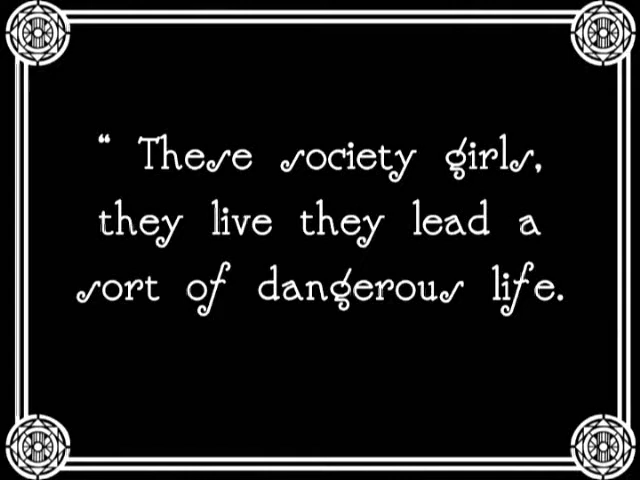 “ These society girls,
they live they lead a
sort of dangerous life.